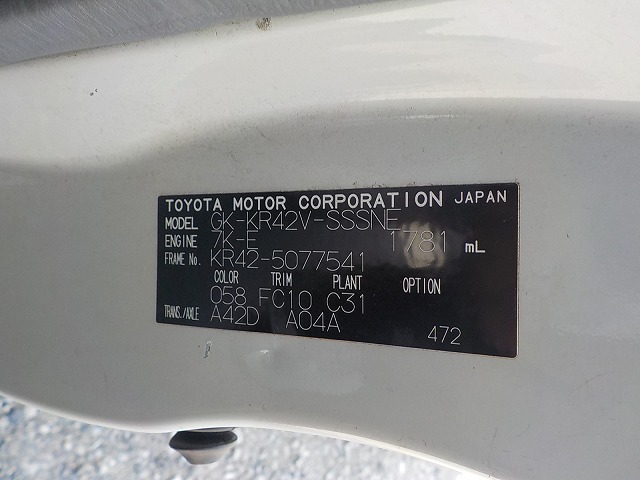 TOYOTA MOTOR CORPORATION JAPAN
MODEL GK-KR42V-SSSNE
ENGINE 7K-E 1781 mL
FRAME No. KR42-5077541
COLOR TRIM PLANT OPTION
058 FC10 C31
TRANS./AXLE A42D A04A
472